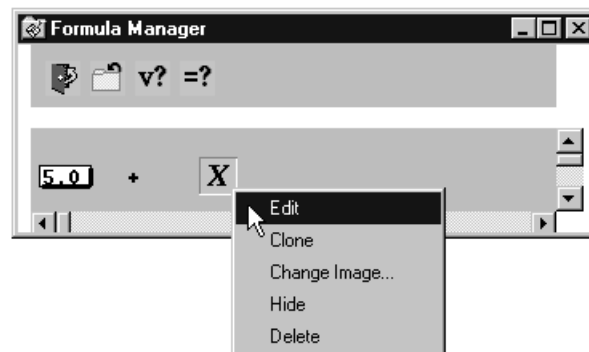 Formula Manager
v? =?
5.0 + X
Edit
Clone
Change Image...
Hide
Delete